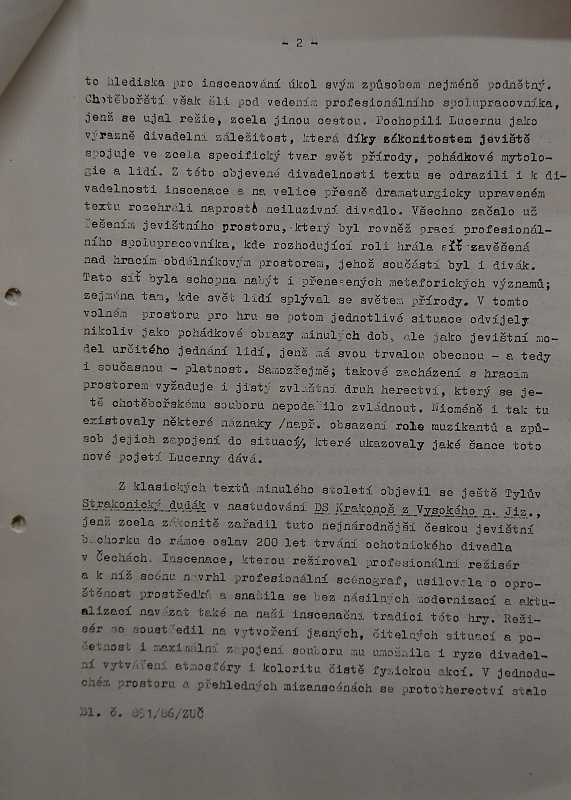 - 2 -
to hlediska pro inscenování úkol svým způsobem nejméně podnětný.
Chotěbořští však šli pod vedením profesionálního spolupracovníka,
jenž se ujal režie, zcela jinou cestou. Pochopili Lucernu jako
výrazně divadelní záležitost, která díky zákonitostem jeviště
spojuje ve zcela specifický tvar svět přírody, pohádkové mytolo-
gie a lidí. Z této objevené divadelnosti textu se odrazili i k di-
vadelnosti inscenace a na velice přesně dramaturgicky upraveném
textu rozehráli naprosto neiluzivní divadlo. Všechno začalo už
řešením jevištního prostoru, který byl rovněž prací profesionál-
ního spolupracovníka, kde rozhodující roli hrála síť zavěšená
nad hracím obdélníkovým prostorem, jehož součástí byl i divák.
Tato síť byla schopna nabýt i přenesených metaforických významů;
zejména tam, kde svět lidí splýval se světem přírody. V tomto
volném prostoru pro hru se potom jednotlivé situace odvíjely
nikoliv jako pohádkové obrazy minulých dob, ale jako jevištní mo-
del určitého jednání lidí, jenž má svou trvalou obecnou - a tedy
i současnou - platnost. Samozřejmě; takové zacházení s hracím
prostorem vyžaduje i jistý zvláštní druh herectví, který se je-
tě chotěbořskému souboru nepodařilo zvládnout. Nicméně i tak tu
existovaly některé náznaky /např. obsazení role muzikantů a způ-
sob jejich zapojení do situací/, které ukazovaly jaké šance toto
nové pojetí Lucerny dává.
Z klasických textů minulého století objevil se ještě Tylův
Strakonický dudák v nastudování DS Krakonoš z Vysokého n. Jiz.,
jenž zcela zákonitě zařadil tuto nejnárodnější českou jevištní
báchorku do rámce oslav 200 let trvání ochotnického divadla
v Čechách. Inscenace, kterou režíroval profesionální režisér
a k níž scénu navrhl profesionální scénograf, usilovala o opro-
štěnost prostředků a snažila se bez násilných modernizací a aktu-
alizací navázat také na naši inscenační tradici této hry. Reži-
sér se soustředil na vytvoření jasných, čitelných situací a po-
četnost i maximální zapojení souboru mu umožnila i ryze divadel-
ní vytváření atmosféry i koloritu čistě fyzickou akcí. V jednodu-
chém prostoru a přehledných mizanscénách se prototherectví stalo
Bl. č. 891/86/ZUČ